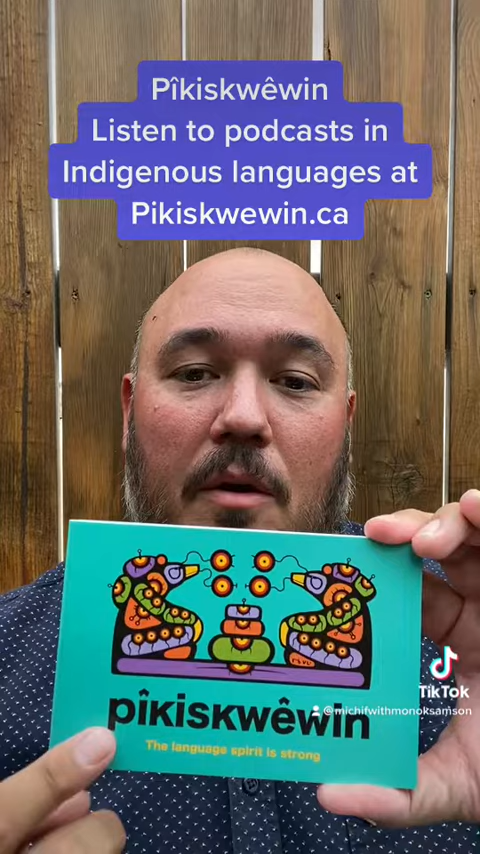 Pîkiskwêwin
Listen to podcasts in
Indigenous languages at
Pikiskwewin.ca
pîkiskwêwin
The language spirit is strong
TikTok
@michifwithmonoksamson